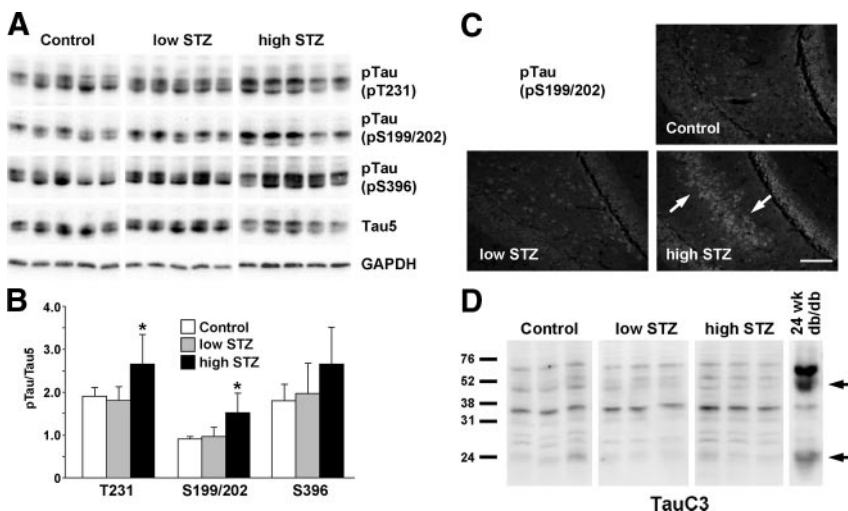 A
Control low STZ high STZ
pTau
(pT231)
pTau
(pS199/202)
pTau
(pS396)
Tau5
GAPDH
B
pTau/Tau5
4.0
3.0
2.0
1.0
0
*
*
Control
low STZ
high STZ
T231 S199/202 S396
C
pTau
(pS199/202)
Control
low STZ
high STZ
D
Control low STZ high STZ
24 wk
db/db
76
52
38
31
24
TauC3